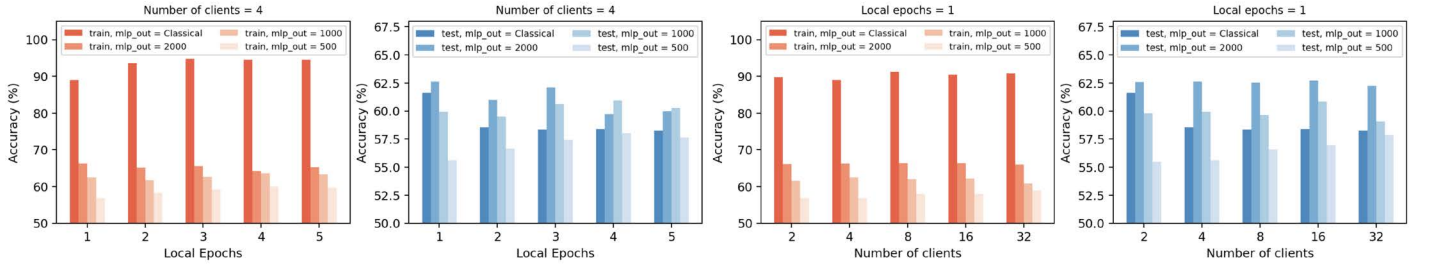 Number of clients = 4
train, mlp_out = Classical
train, mlp_out = 2000
train, mlp_out = 1000
train, mlp_out = 500
Accuracy (%)
100
90
80
70
60
50
1 2 3 4 5
Local Epochs
Number of clients = 4
test, mlp_out = Classical
test, mlp_out = 2000
test, mlp_out = 1000
test, mlp_out = 500
Accuracy (%)
67.5
65.0
62.5
60.0
57.5
55.0
52.5
50.0
1 2 3 4 5
Local Epochs
Local epochs = 1
train, mlp_out = Classical
train, mlp_out = 2000
train, mlp_out = 1000
train, mlp_out = 500
Accuracy (%)
100
90
80
70
60
50
2 4 8 16 32
Number of clients
Local epochs = 1
test, mlp_out = Classical
test, mlp_out = 2000
test, mlp_out = 1000
test, mlp_out = 500
Accuracy (%)
67.5
65.0
62.5
60.0
57.5
55.0
52.5
50.0
2 4 8 16 32
Number of clients